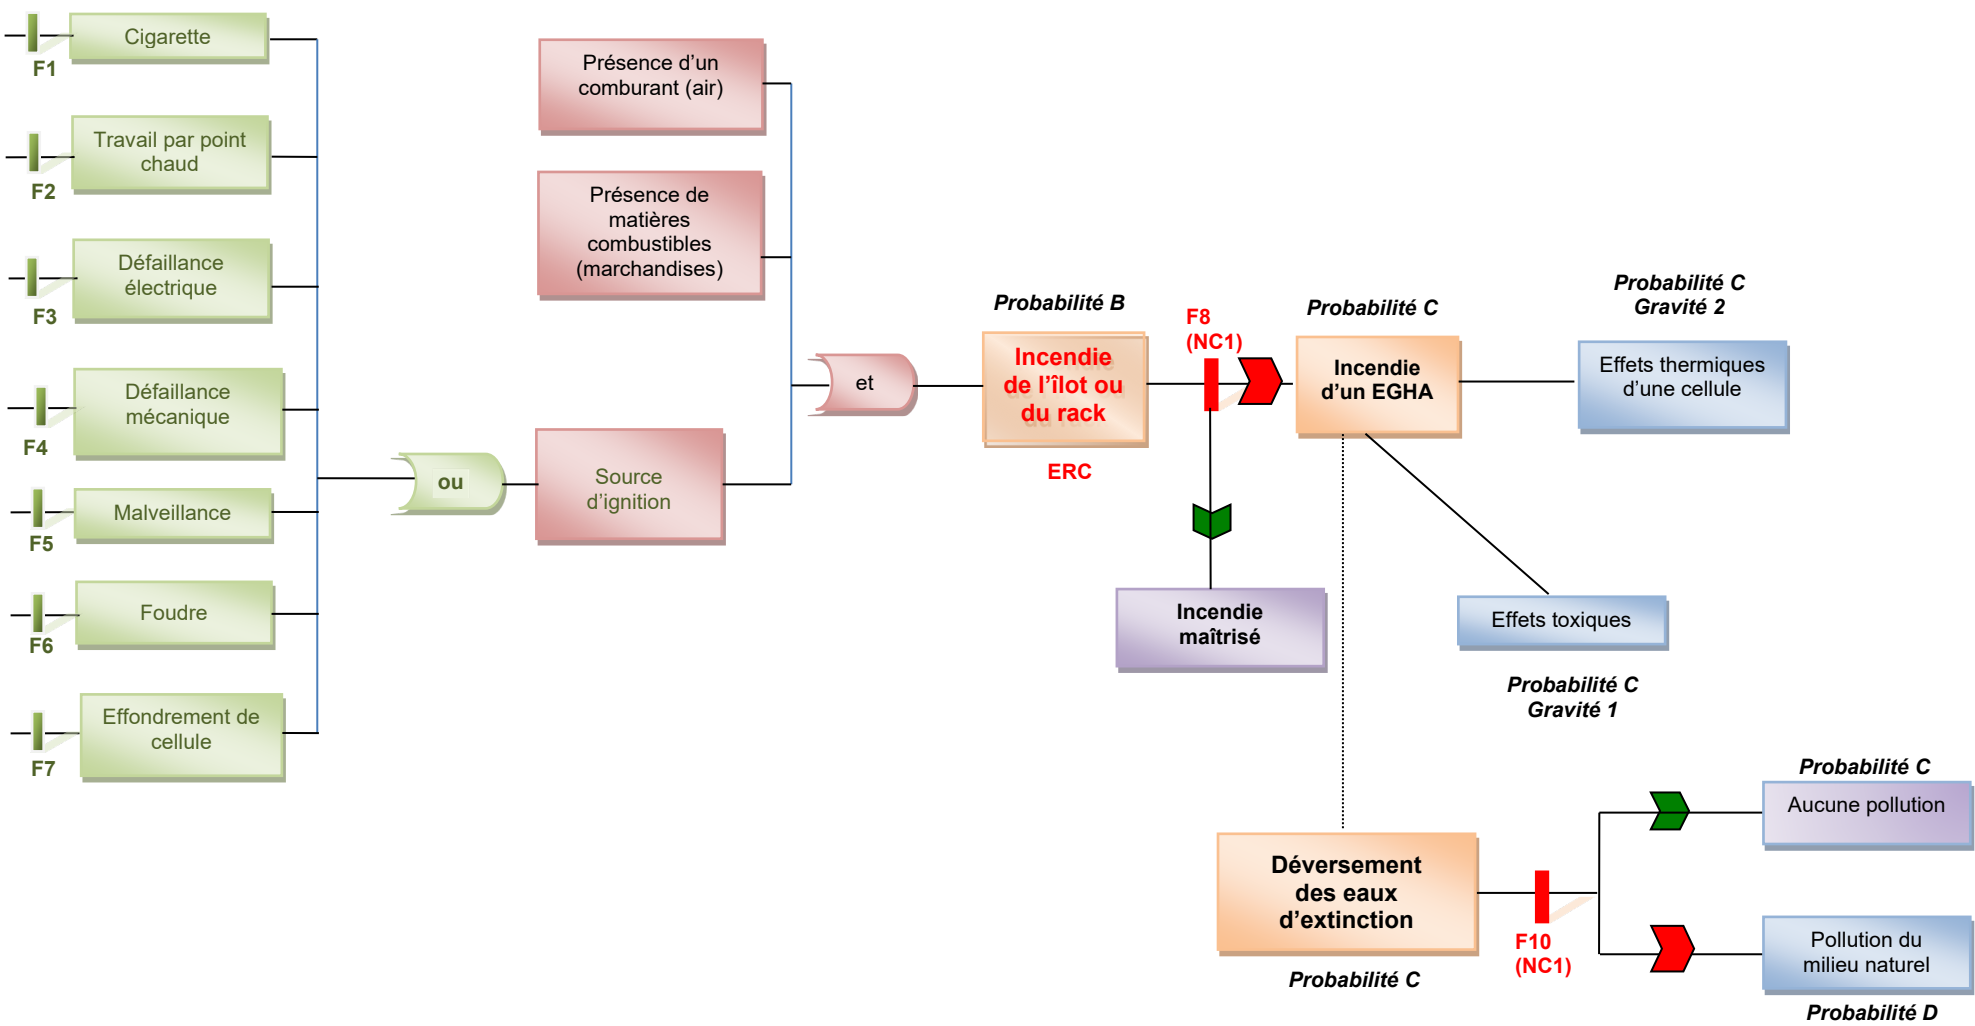 Cigarette
F1
Travail par point
chaud
F2
Défaillance
électrique
F3
Défaillance
mécanique
F4
Malveillance
F5
Foudre
F6
Effondrement de
cellule
F7
ou
Présence d’un
comburant (air)
Présence de
matières
combustibles
(marchandises)
Source
d’ignition
et
Probabilité B
Incendie
de l’îlot ou
du rack
ERC
F8
(NC1)
Incendie
maîtrisé
Probabilité C
Incendie
d’un EGHA
Probabilité C
Gravité 2
Effets thermiques
d’une cellule
Effets toxiques
Probabilité C
Gravité 1
Déversement
des eaux
d’extinction
Probabilité C
F10
(NC1)
Probabilité C
Aucune pollution
Pollution du
milieu naturel
Probabilité D